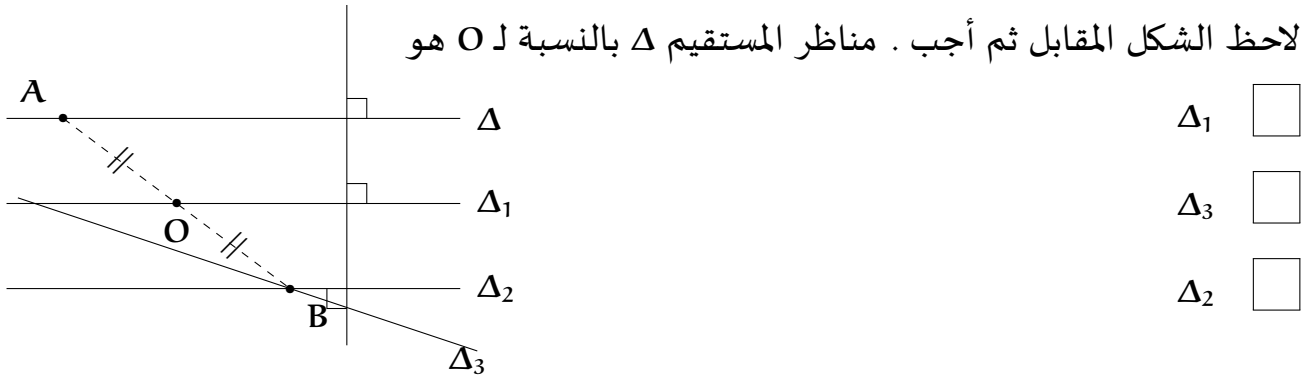 لاحظ الشكل المقابل ثم أجب . مناظر المستقيم Δ بالنسبة لـ O هو
Δ₁
Δ₃
Δ₂
A
Δ
O
Δ₁
B
Δ₂
Δ₃